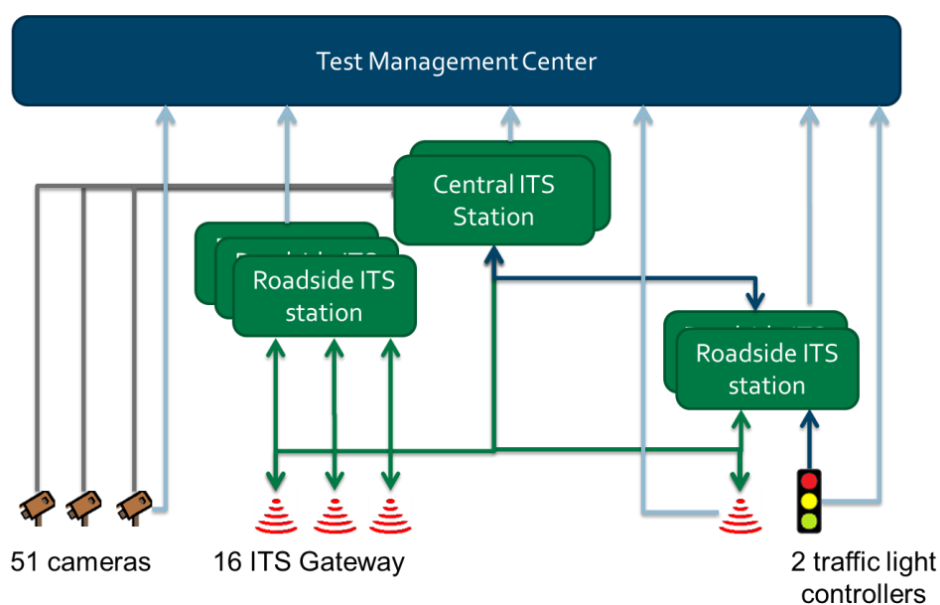 Test Management Center
Central ITS
Station
Roadside ITS
station
Roadside ITS
station
51 cameras
16 ITS Gateway
2 traffic light
controllers